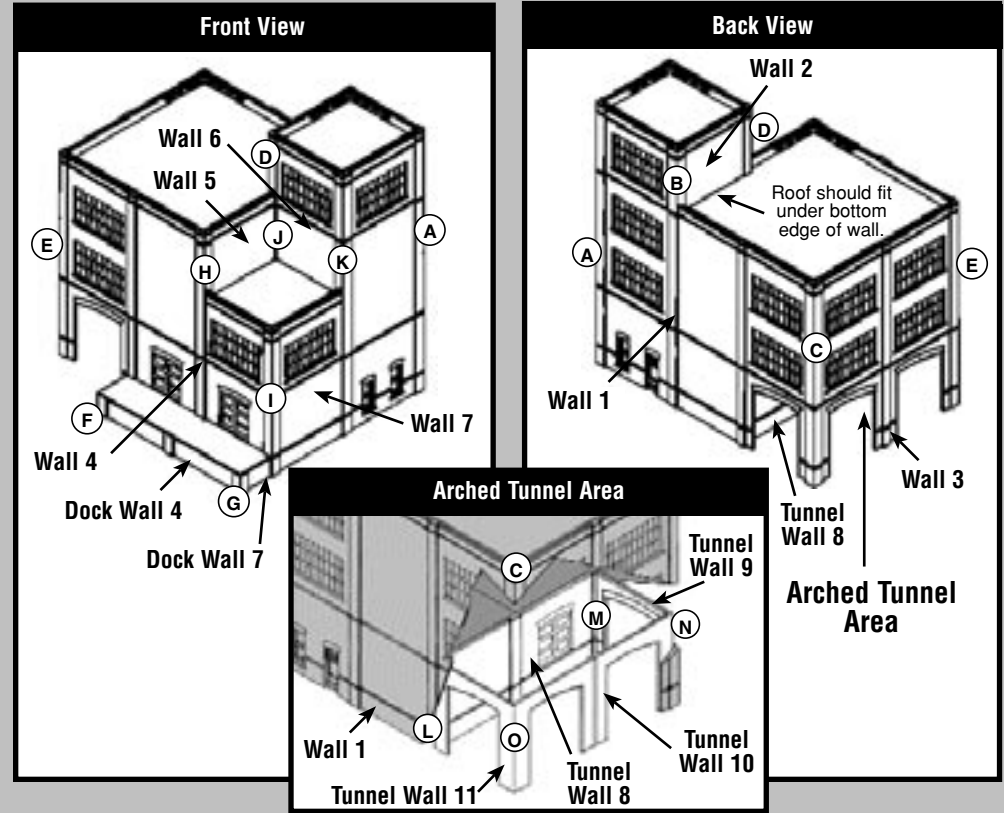 Front View
Wall 6
D
Wall 5
A
E
J
H
K
I
F
Wall 7
Wall 4
G
Dock Wall 4
Dock Wall 7
Back View
Wall 2
D
B
Roof should fit
under bottom
edge of wall.
A
E
C
Wall 1
Wall 3
Tunnel
Wall 8
Arched Tunnel
Area
Arched Tunnel Area
C
Tunnel
Wall 9
M
N
L
O
Wall 1
Tunnel
Wall 10
Tunnel
Wall 8
Tunnel Wall 11